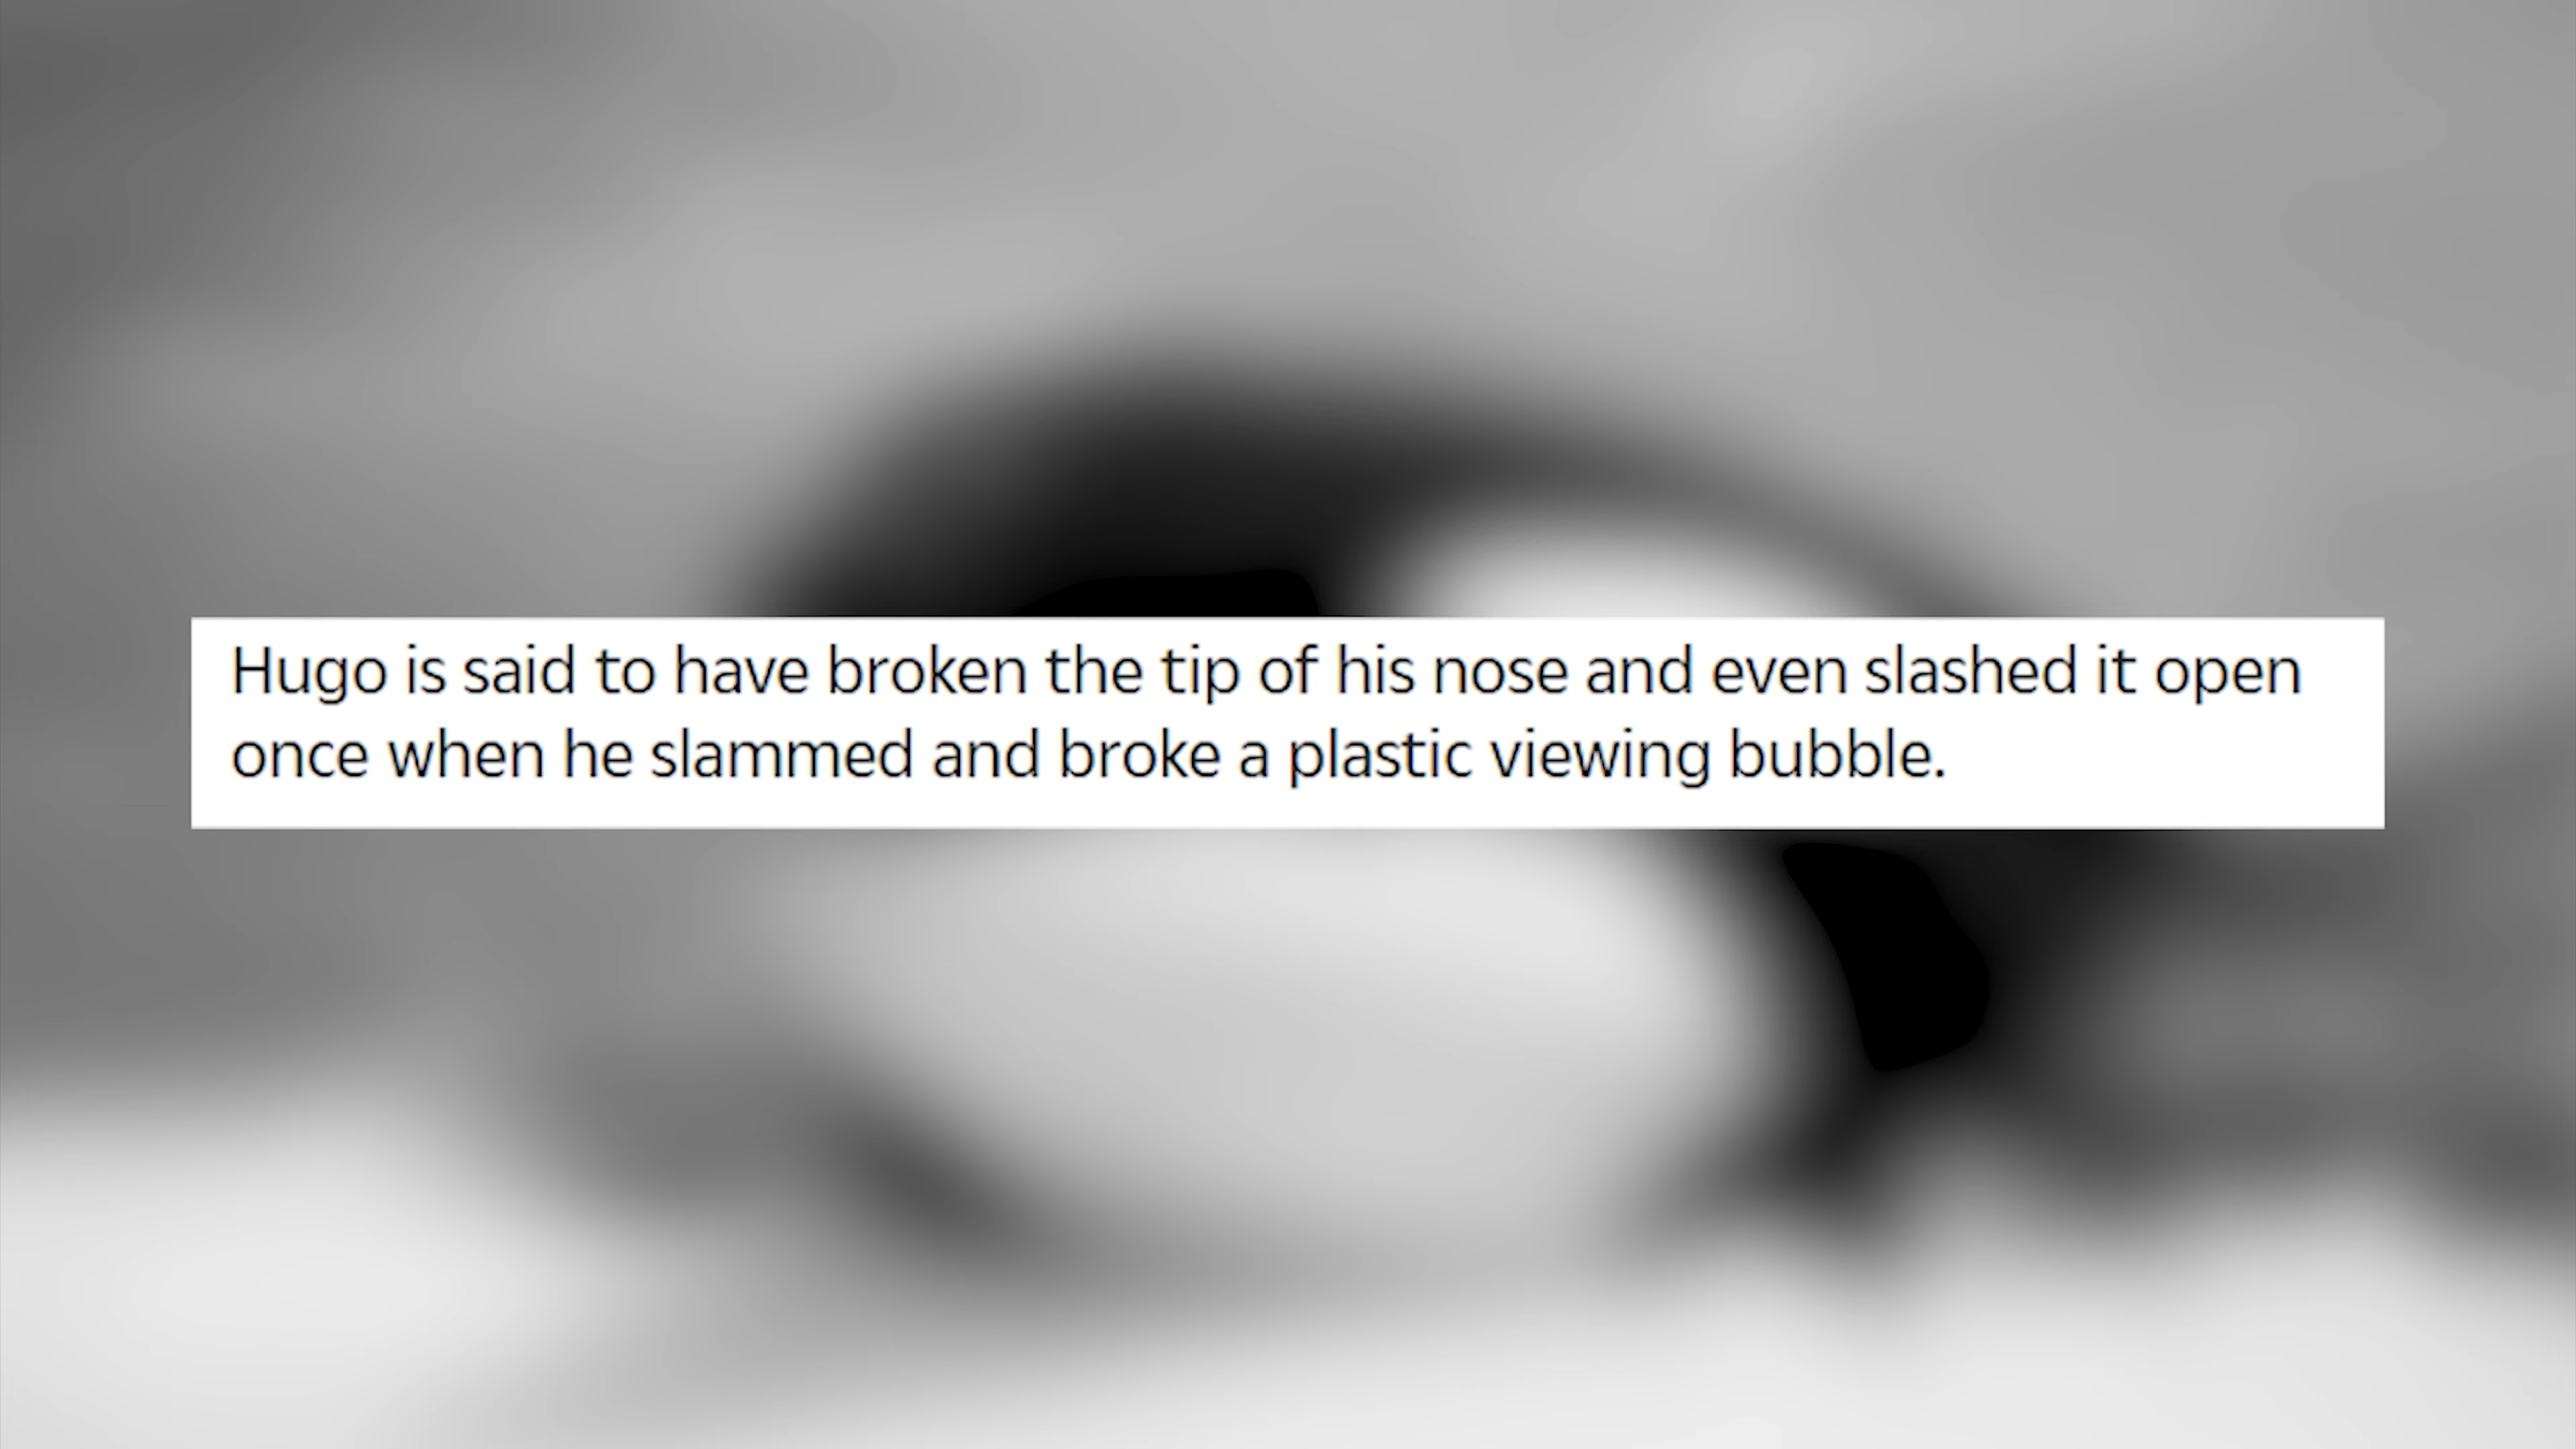 Hugo is said to have broken the tip of his nose and even slashed it open
once when he slammed and broke a plastic viewing bubble.